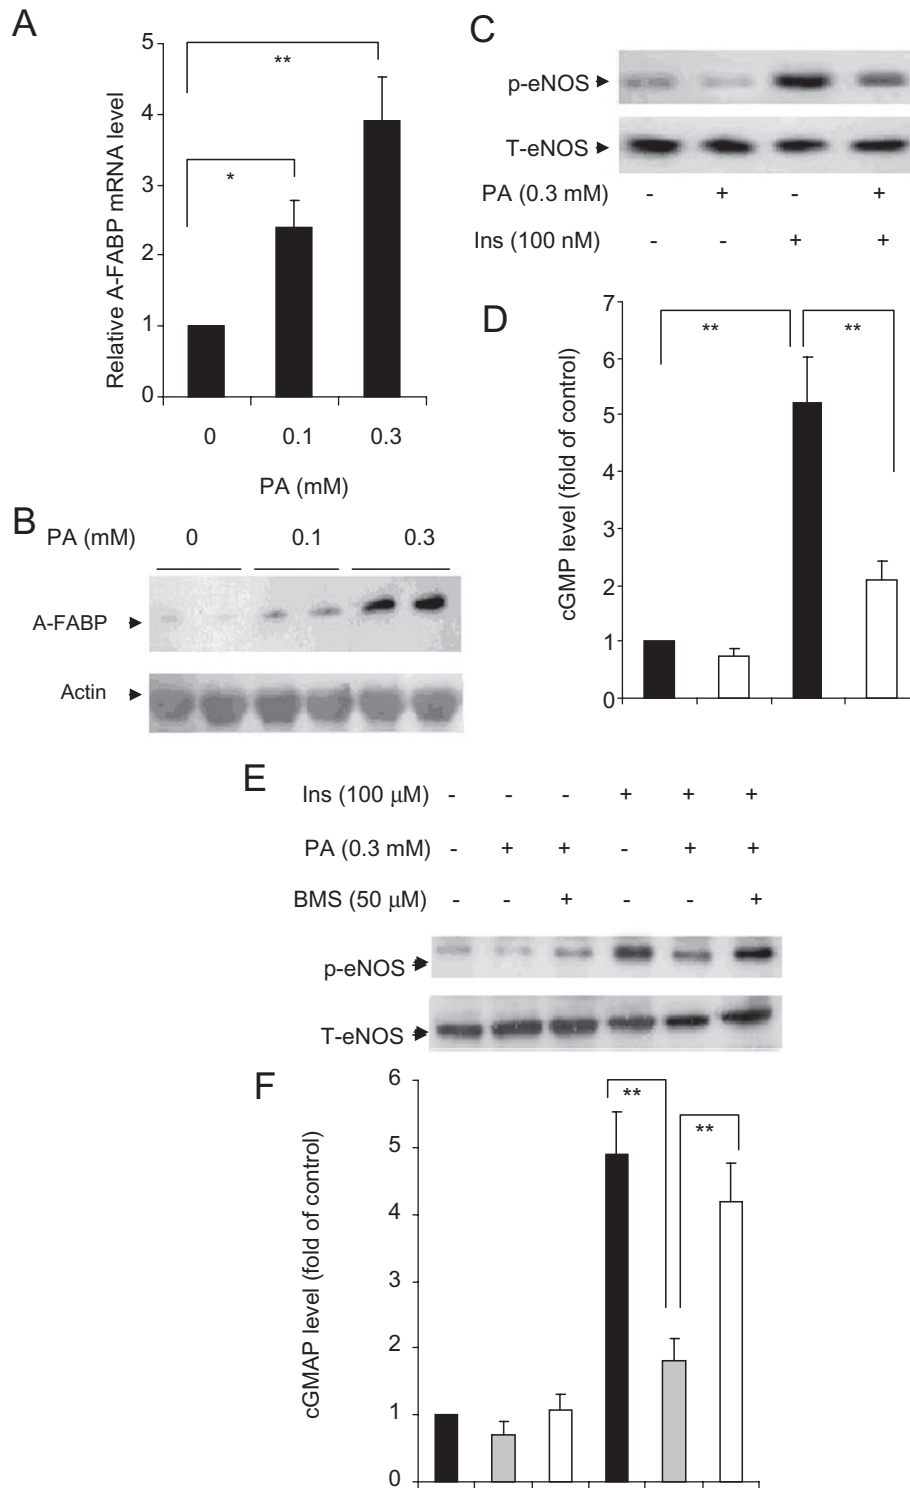 A
Relative A-FABP mRNA level
5
4
3
2
1
0
**
*
0 0.1 0.3
PA (mM)
B
PA (mM) 0 0.1 0.3
A-FABP
Actin
C
p-eNOS
T-eNOS
PA (0.3 mM) - + - +
Ins (100 nM) - - + +
D
cGMP level (fold of control)
7
6
5
4
3
2
1
0
** **
E
Ins (100 μM) - - - + + +
PA (0.3 mM) - + + - + +
BMS (50 μM) - - + - - +
p-eNOS
T-eNOS
F
cGMAP level (fold of control)
6
5
4
3
2
1
0
** **